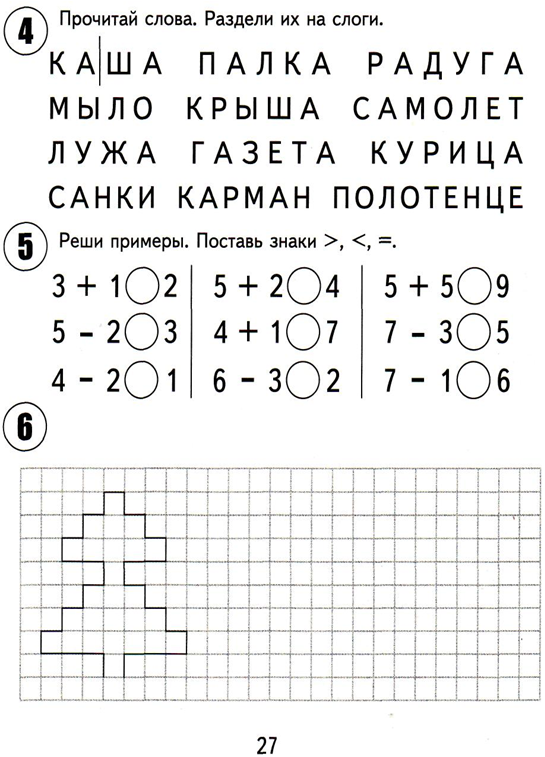 4 Прочитай слова. Раздели их на слоги.
КА|ША ПАЛКА РАДУГА
МЫЛО КРЫША САМОЛЕТ
ЛУЖА ГАЗЕТА КУРИЦА
САНКИ КАРМАН ПОЛОТЕНЦЕ
5 Реши примеры. Поставь знаки >, <, =.
3 + 1 ◯ 2 5 + 2 ◯ 4 5 + 5 ◯ 9
5 – 2 ◯ 3 4 + 1 ◯ 7 7 – 3 ◯ 5
4 – 2 ◯ 1 6 – 3 ◯ 2 7 – 1 ◯ 6
6
27